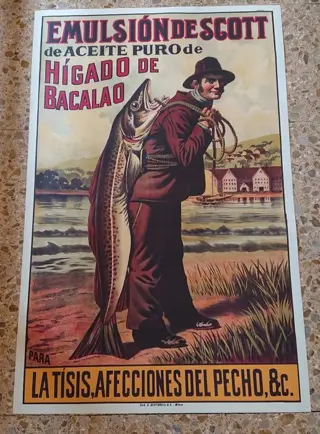 EMULSIÓN DE SCOTT
de ACEITE PURO de
HÍGADO DE
BACALAO
PARA
LA TÍSIS, AFECCIONES DEL PECHO, &c.